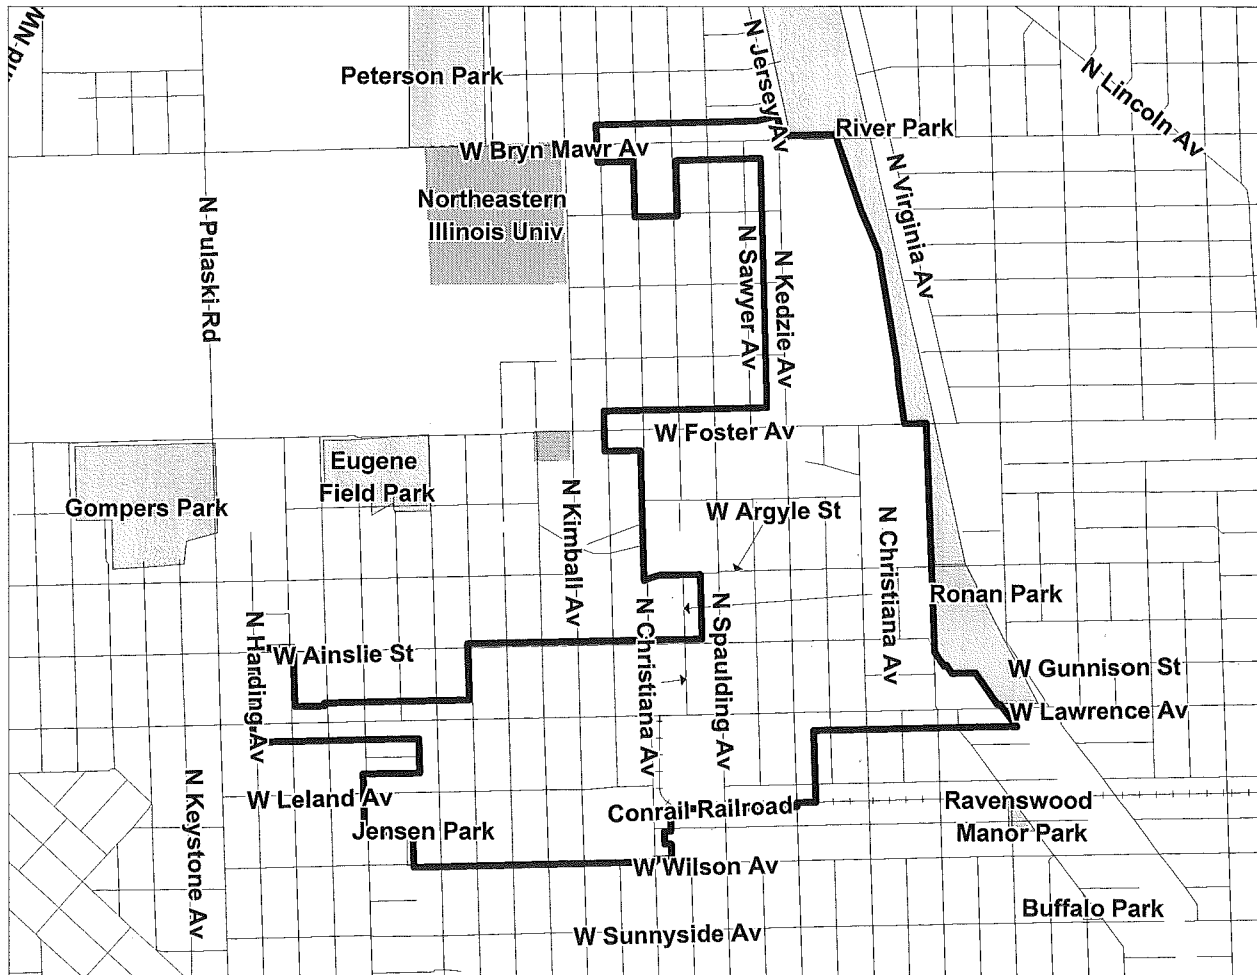 NW Pu
N Jersey Av
N Lincoln Av
Peterson Park
River Park
W Bryn Mawr Av
N Virginia Av
Northeastern
Illinois Univ
N Pulaski Rd
N Sawyer Av
N Kedzie Av
W Foster Av
Eugene
Field Park
Gompers Park
N Kimball Av
W Argyle St
N Christiana Av
Ronan Park
N Harding Av
W Ainslie St
N Christiana Av
N Spaulding Av
W Gunnison St
W Lawrence Av
N Keystone Av
W Leland Av
Jensen Park
Conrail Railroad
Ravenswood
Manor Park
W Wilson Av
Buffalo Park
W Sunnyside Av